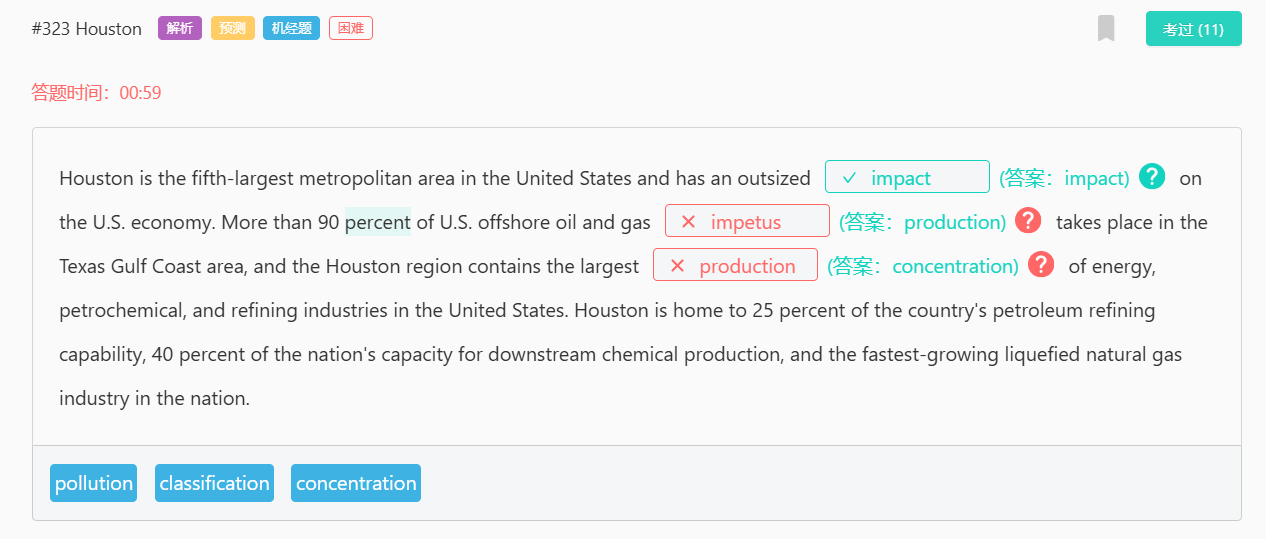 #323 Houston 解析 预测 机经题 困难 考过 (11)
答题时间：00:59
Houston is the fifth-largest metropolitan area in the United States and has an outsized ✓ impact (答案：impact) ? on
the U.S. economy. More than 90 percent of U.S. offshore oil and gas ✕ impetus (答案：production) ? takes place in the
Texas Gulf Coast area, and the Houston region contains the largest ✕ production (答案：concentration) ? of energy,
petrochemical, and refining industries in the United States. Houston is home to 25 percent of the country's petroleum refining
capability, 40 percent of the nation's capacity for downstream chemical production, and the fastest-growing liquefied natural gas
industry in the nation.
pollution classification concentration